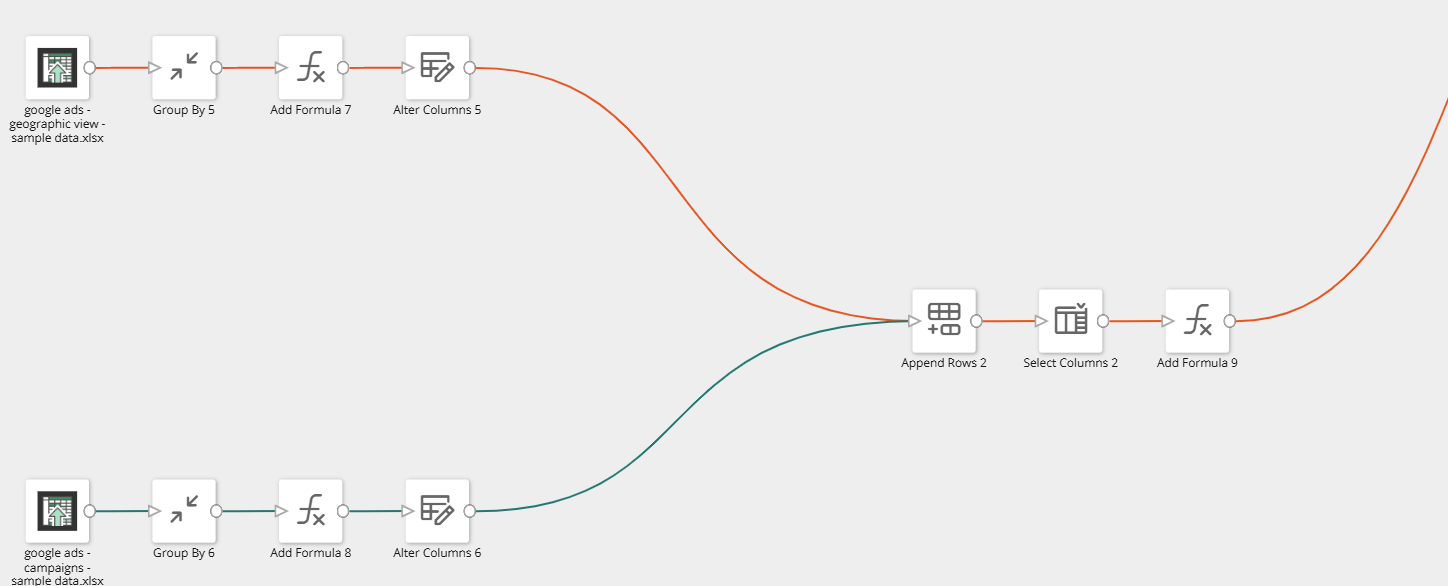 google ads -
geographic view -
sample data.xlsx
Group By 5
Add Formula 7
Alter Columns 5
Append Rows 2
Select Columns 2
Add Formula 9
google ads -
campaigns -
sample data.xlsx
Group By 6
Add Formula 8
Alter Columns 6